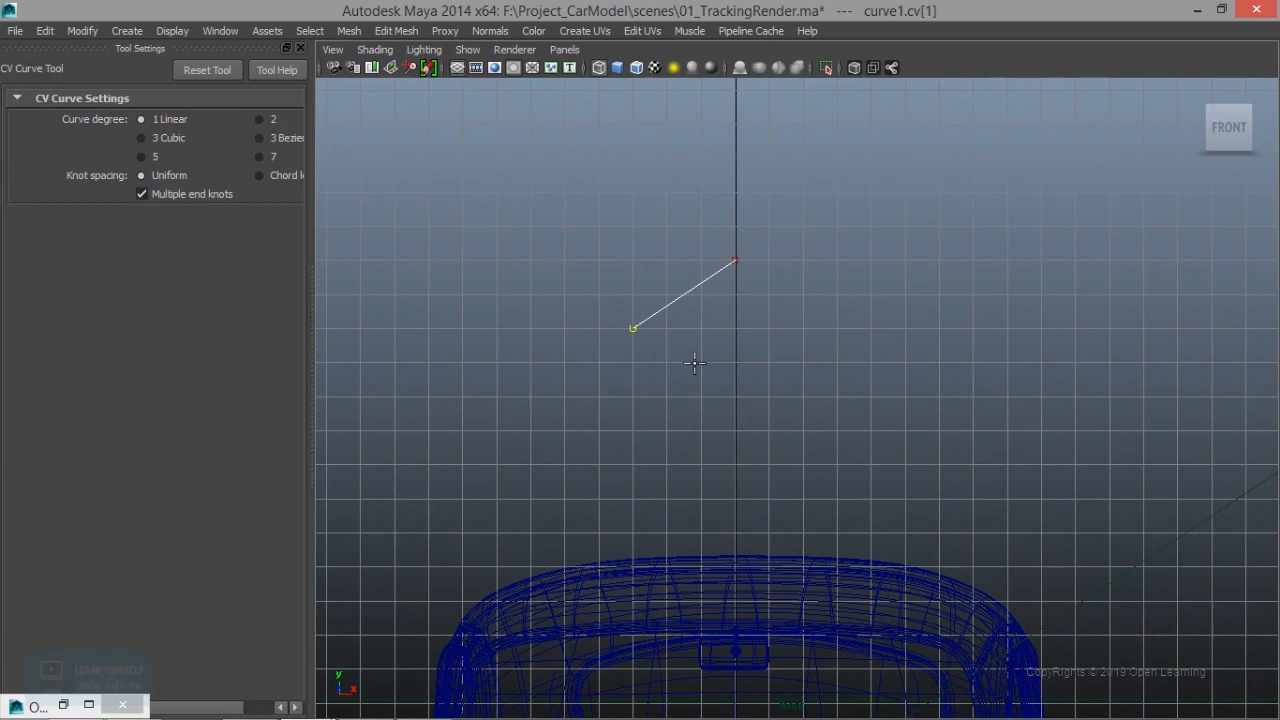 Autodesk Maya 2014 x64: F:\Project_CarModel\scenes\01_TrackingRender.ma* --- curve1.cv[1]
File Edit Modify Create Display Window Assets Select Mesh Edit Mesh Proxy Normals Color Create UVs Edit UVs Muscle Pipeline Cache Help
Tool Settings
View Shading Lighting Show Renderer Panels
CV Curve Tool
Reset Tool
Tool Help
CV Curve Settings
Curve degree: 1 Linear 2
3 Cubic 3 Bezie
5 7
Knot spacing: Uniform Chord l
Multiple end knots
FRONT
LEARN YOURSELF
CopyRights © 2019 Open Learning
y
x
O...